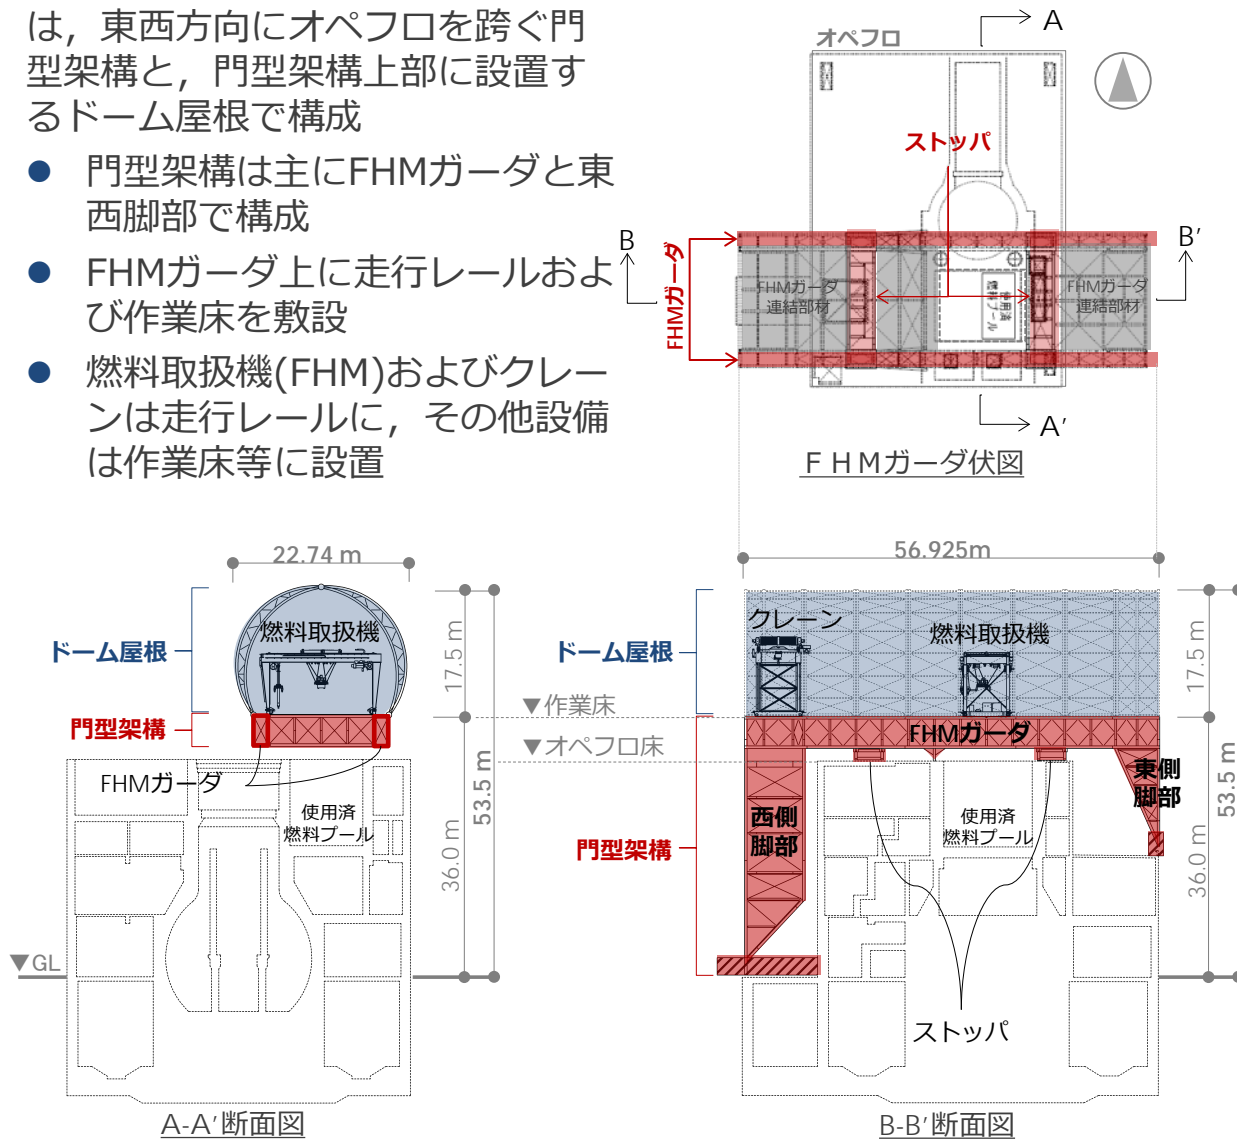 は，東西方向にオペフロを跨ぐ門
型架構と，門型架構上部に設置す
るドーム屋根で構成
● 門型架構は主にFHMガーダと東
西脚部で構成
● FHMガーダ上に走行レールおよ
び作業床を敷設
● 燃料取扱機(FHM)およびクレー
ンは走行レールに，その他設備
は作業床等に設置
オペフロ
A
ストッパ
B
B'
FHMガーダ
FHMガーダ
連結部材
使用済
燃料プール
FHMガーダ
連結部材
A'
ＦＨＭガーダ伏図
22.74 m
燃料取扱機
ドーム屋根
門型架構
FHMガーダ
使用済
燃料プール
17.5 m
36.0 m
53.5 m
▼GL
A-A'断面図
56.925m
クレーン
燃料取扱機
ドーム屋根
▼作業床
▼オペフロ床
FHMガーダ
東側
脚部
西側
脚部
門型架構
使用済
燃料プール
ストッパ
17.5 m
36.0 m
53.5 m
B-B'断面図